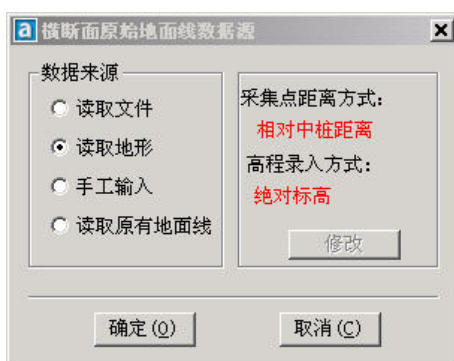 横断面原始地面线数据源
数据来源
读取文件
读取地形
手工输入
读取原有地面线
采集点距离方式:
相对中桩距离
高程录入方式:
绝对标高
修改
确定(O)
取消(C)